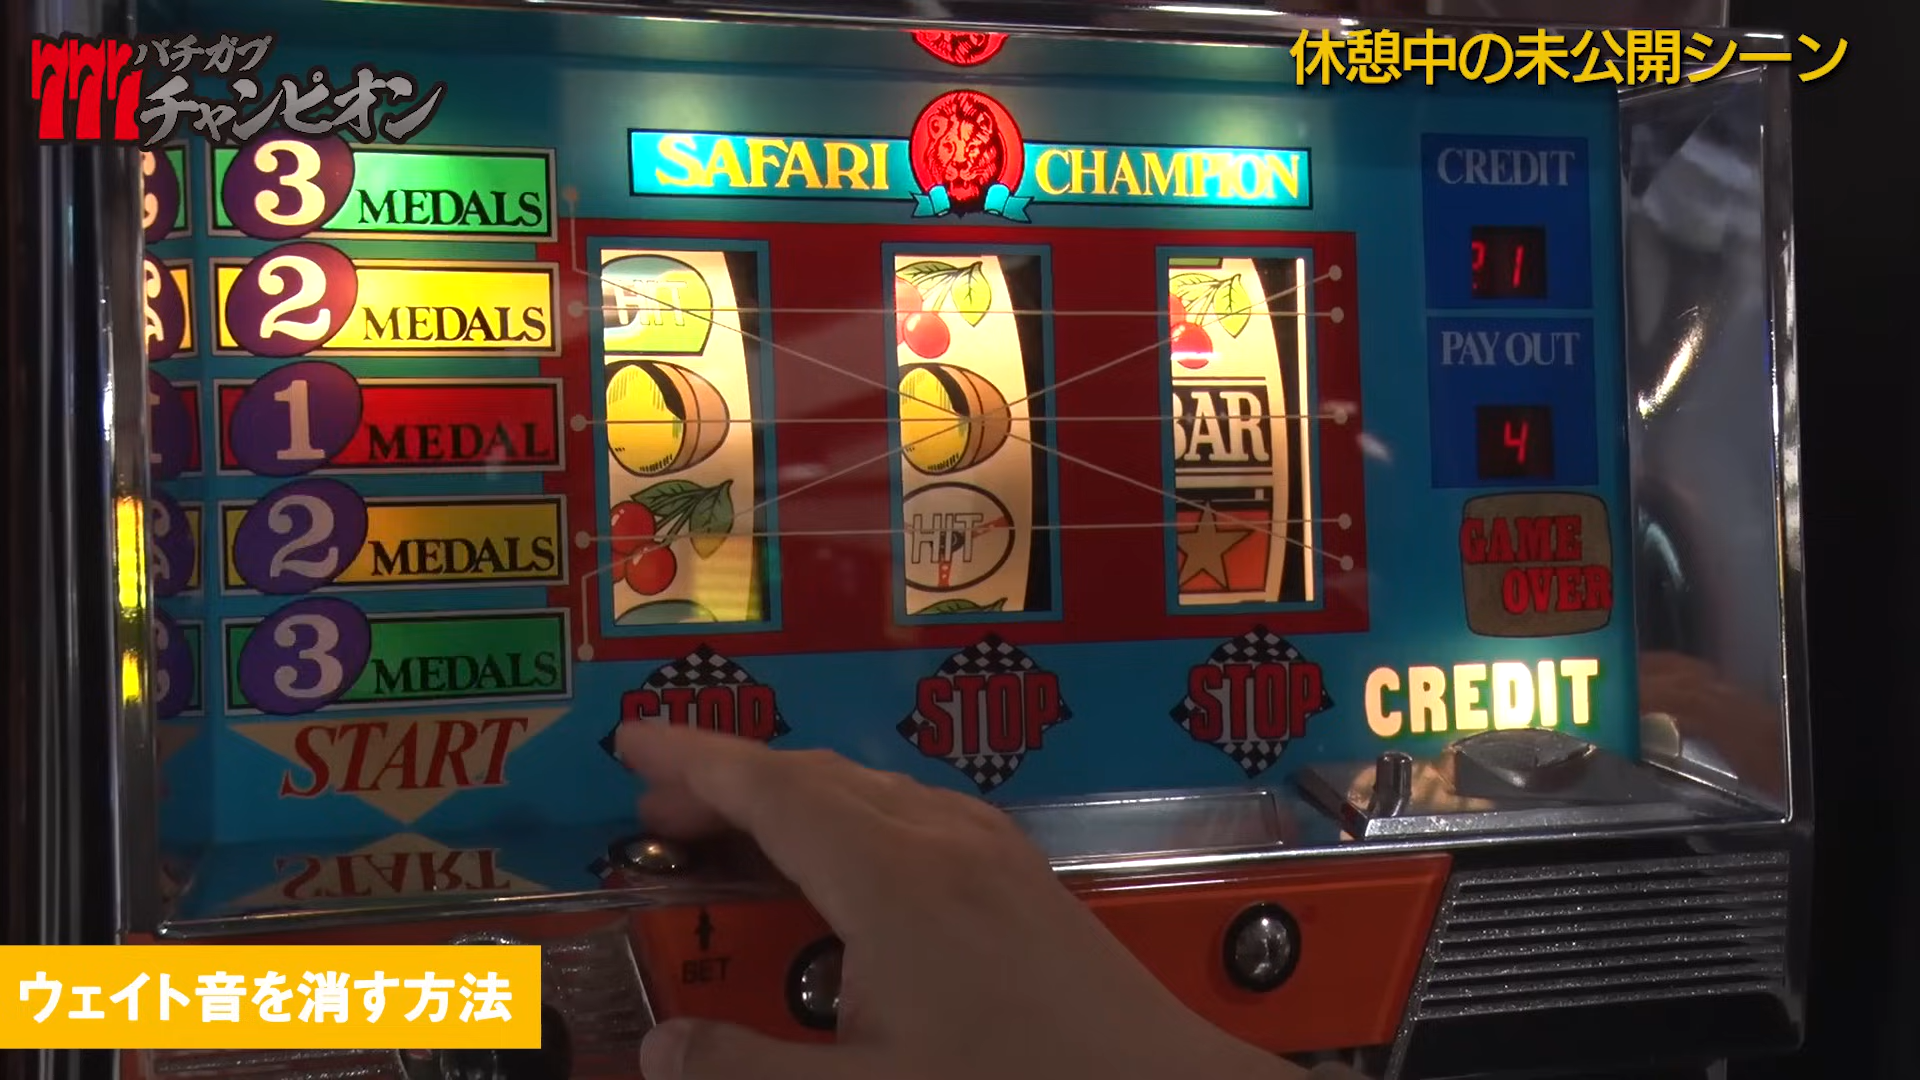 777
パチガブ
チャンピオン
休憩中の未公開シーン
SAFARI CHAMPION
3 MEDALS
2 MEDALS
1 MEDAL
2 MEDALS
3 MEDALS
HIT
BAR
HIT
CREDIT
21
PAY OUT
4
GAME
OVER
STOP
STOP
STOP
CREDIT
START
BET
ウェイト音を消す方法